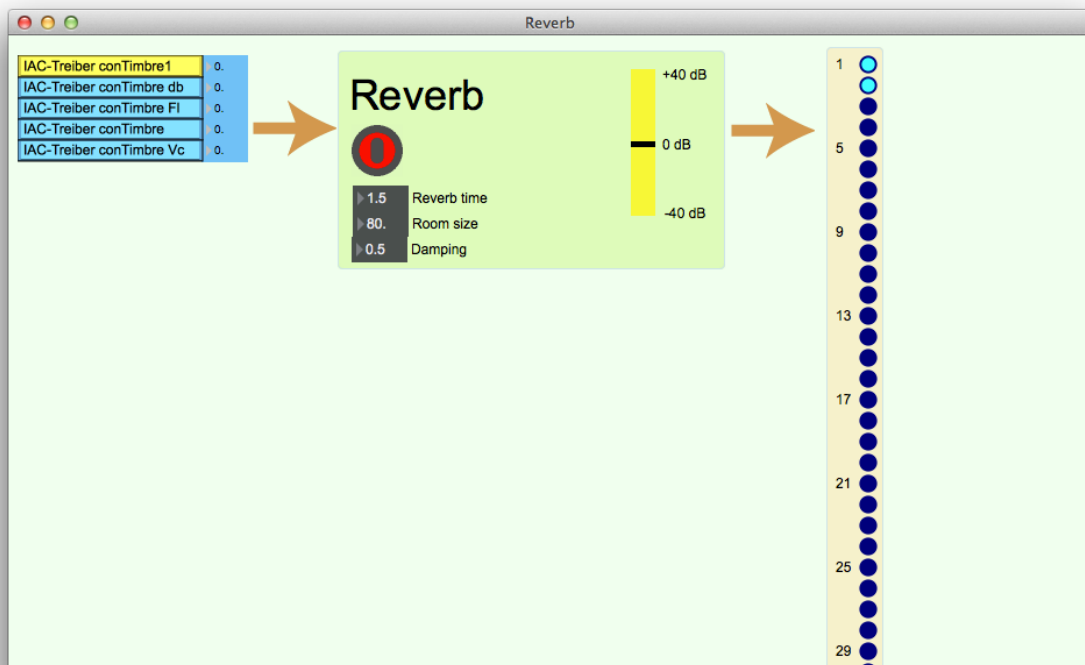 Reverb
IAC-Treiber conTimbre1 0.
IAC-Treiber conTimbre db 0.
IAC-Treiber conTimbre Fl 0.
IAC-Treiber conTimbre 0.
IAC-Treiber conTimbre Vc 0.
Reverb
1.5 Reverb time
80. Room size
0.5 Damping
+40 dB
0 dB
-40 dB
1
5
9
13
17
21
25
29